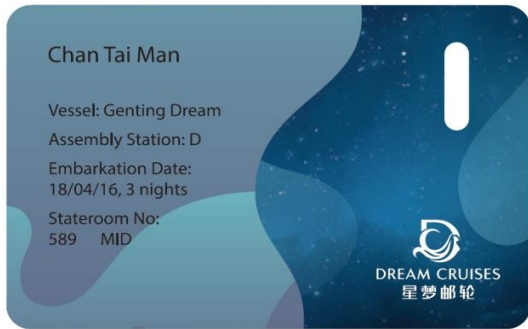 Chan Tai Man
Vessel: Genting Dream
Assembly Station: D
Embarkation Date:
18/04/16, 3 nights
Stateroom No:
589 MID
DREAM CRUISES
星梦邮轮